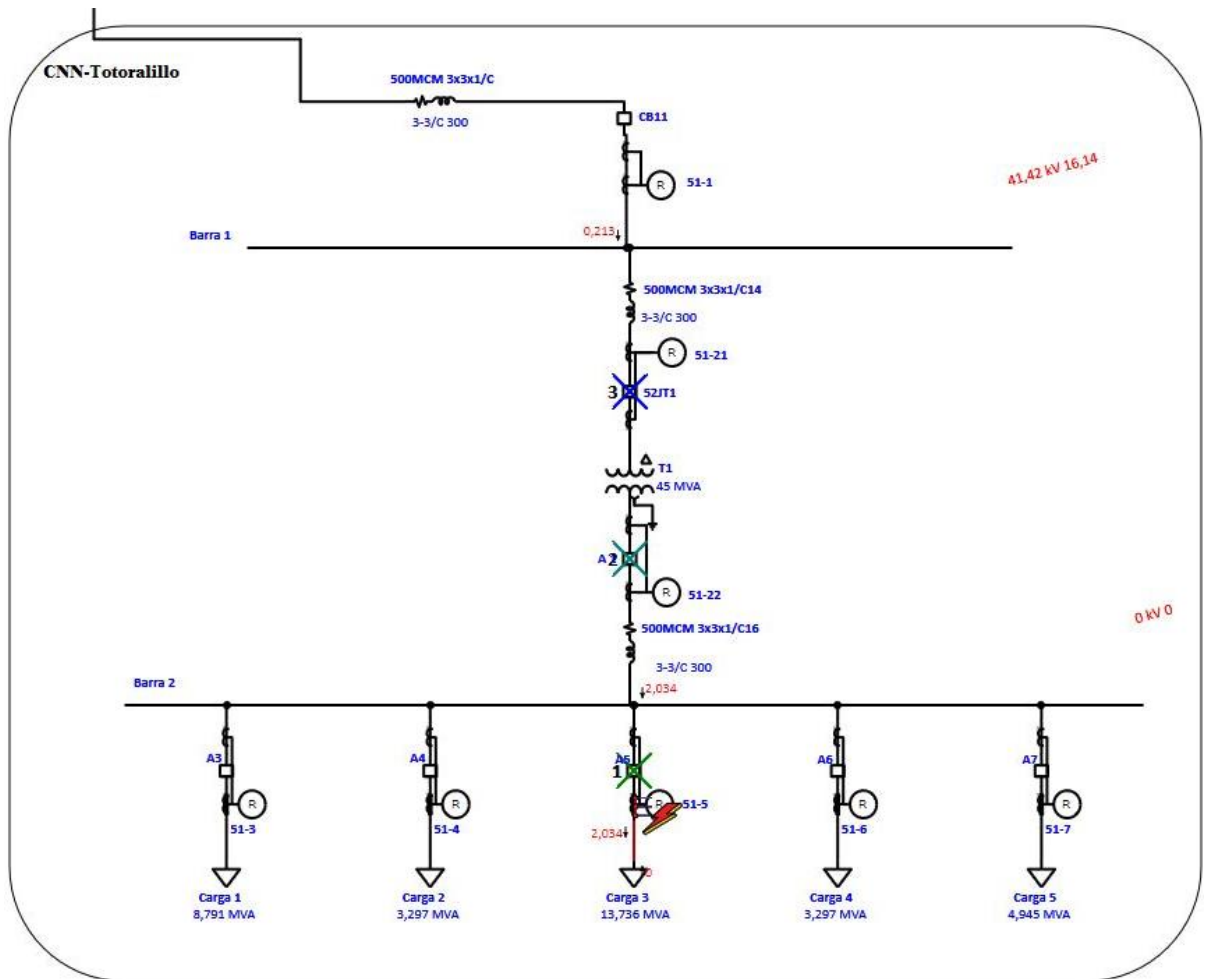 CNN-Totoralillo
500MCM 3x3x1/C
3-3/C 300
CB11
R
51-1
41,42 kV 16,14
Barra 1
0,213
500MCM 3x3x1/C14
3-3/C 300
R
51-21
3
52JT1
T1
45 MVA
2
R
51-22
0 kV 0
500MCM 3x3x1/C16
3-3/C 300
Barra 2
2,034
A3
A4
A5
A6
A7
1
R
R
R
R
R
51-3
51-4
51-5
51-6
51-7
2,034
0
Carga 1
Carga 2
Carga 3
Carga 4
Carga 5
8,791 MVA
3,297 MVA
13,736 MVA
3,297 MVA
4,945 MVA